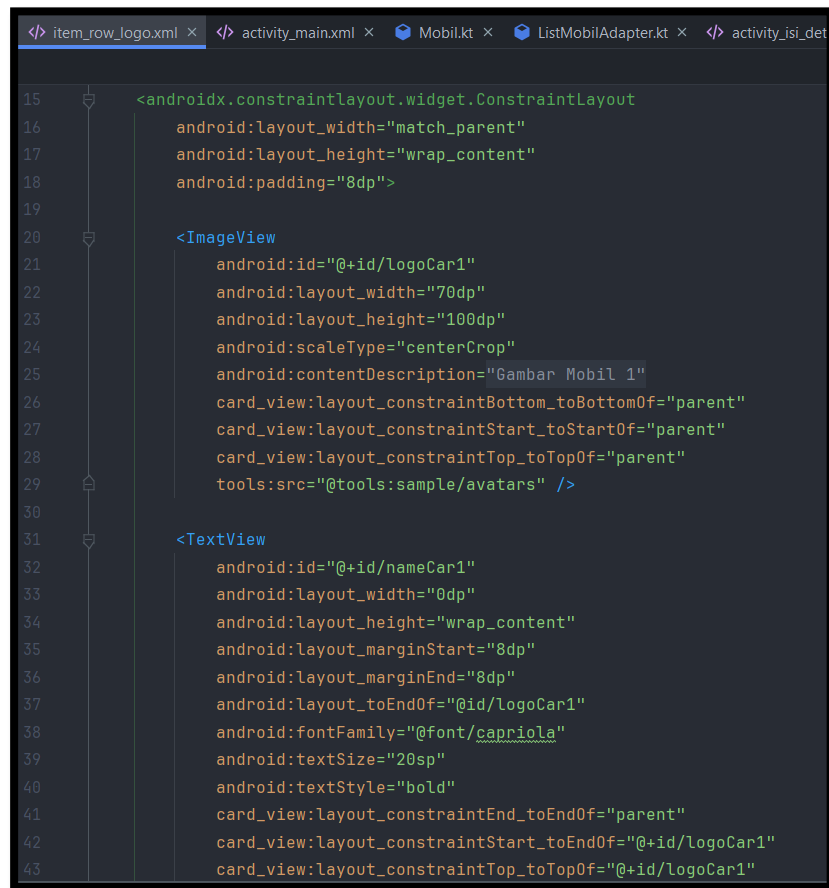 item_row_logo.xml activity_main.xml Mobil.kt ListMobilAdapter.kt activity_isi_det
15 <androidx.constraintlayout.widget.ConstraintLayout
16 android:layout_width="match_parent"
17 android:layout_height="wrap_content"
18 android:padding="8dp">
19
20 <ImageView
21 android:id="@+id/logoCar1"
22 android:layout_width="70dp"
23 android:layout_height="100dp"
24 android:scaleType="centerCrop"
25 android:contentDescription="Gambar Mobil 1"
26 card_view:layout_constraintBottom_toBottomOf="parent"
27 card_view:layout_constraintStart_toStartOf="parent"
28 card_view:layout_constraintTop_toTopOf="parent"
29 tools:src="@tools:sample/avatars" />
30
31 <TextView
32 android:id="@+id/nameCar1"
33 android:layout_width="0dp"
34 android:layout_height="wrap_content"
35 android:layout_marginStart="8dp"
36 android:layout_marginEnd="8dp"
37 android:layout_toEndOf="@id/logoCar1"
38 android:fontFamily="@font/capriola"
39 android:textSize="20sp"
40 android:textStyle="bold"
41 card_view:layout_constraintEnd_toEndOf="parent"
42 card_view:layout_constraintStart_toEndOf="@+id/logoCar1"
43 card_view:layout_constraintTop_toTopOf="@+id/logoCar1"